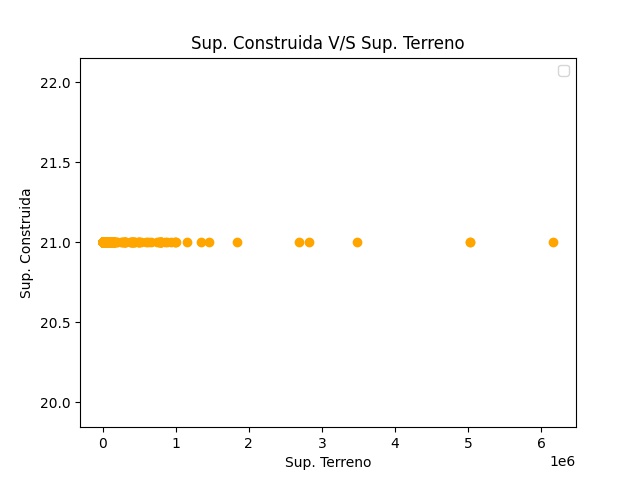 Sup. Construida V/S Sup. Terreno
22.0
21.5
21.0
20.5
20.0
Sup. Construida
0 1 2 3 4 5 6
1e6
Sup. Terreno